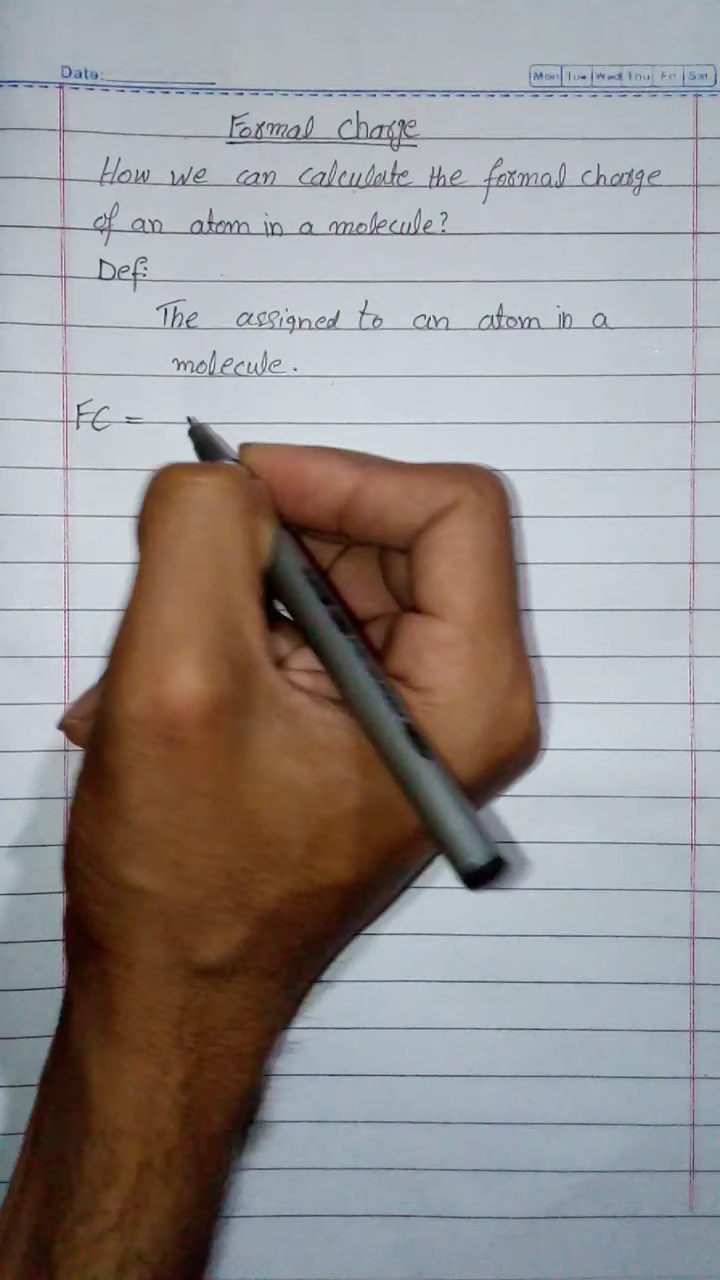 Date:
Mon Tue Wed Thu Fri Sat
Formal charge
How we can calculate the formal charge
of an atom in a molecule?
Def:
The assigned to an atom in a
molecule.
FC =